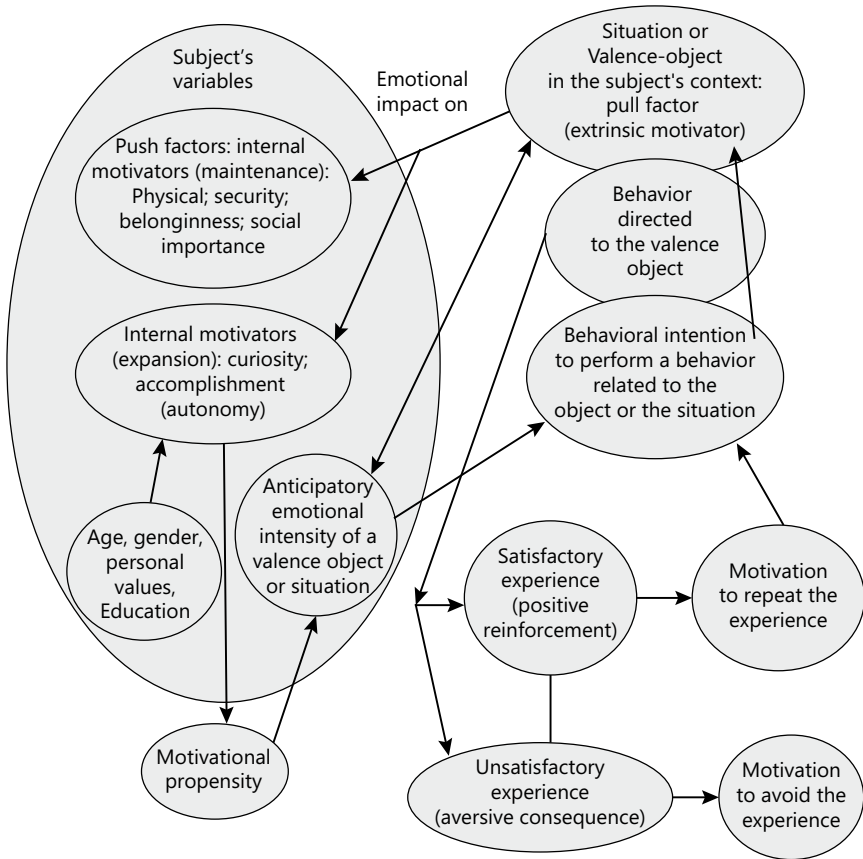 Subject's
variables
Emotional
impact on
Situation or
Valence-object
in the subject's context:
pull factor
(extrinsic motivator)
Push factors: internal
motivators (maintenance):
Physical; security;
belonginness; social
importance
Behavior
directed
to the valence
object
Internal motivators
(expansion): curiosity;
accomplishment
(autonomy)
Behavioral intention
to perform a behavior
related to the
object or the situation
Anticipatory
emotional
intensity of a
valence object
or situation
Age, gender,
personal
values,
Education
Satisfactory
experience
(positive
reinforcement)
Motivation
to repeat the
experience
Motivational
propensity
Unsatisfactory
experience
(aversive consequence)
Motivation
to avoid the
experience